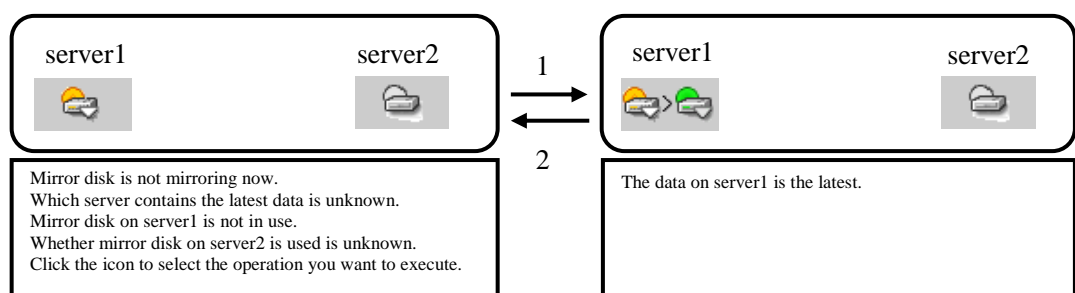 server1
server2
1
2
server1
>
server2
Mirror disk is not mirroring now.
Which server contains the latest data is unknown.
Mirror disk on server1 is not in use.
Whether mirror disk on server2 is used is unknown.
Click the icon to select the operation you want to execute.
The data on server1 is the latest.